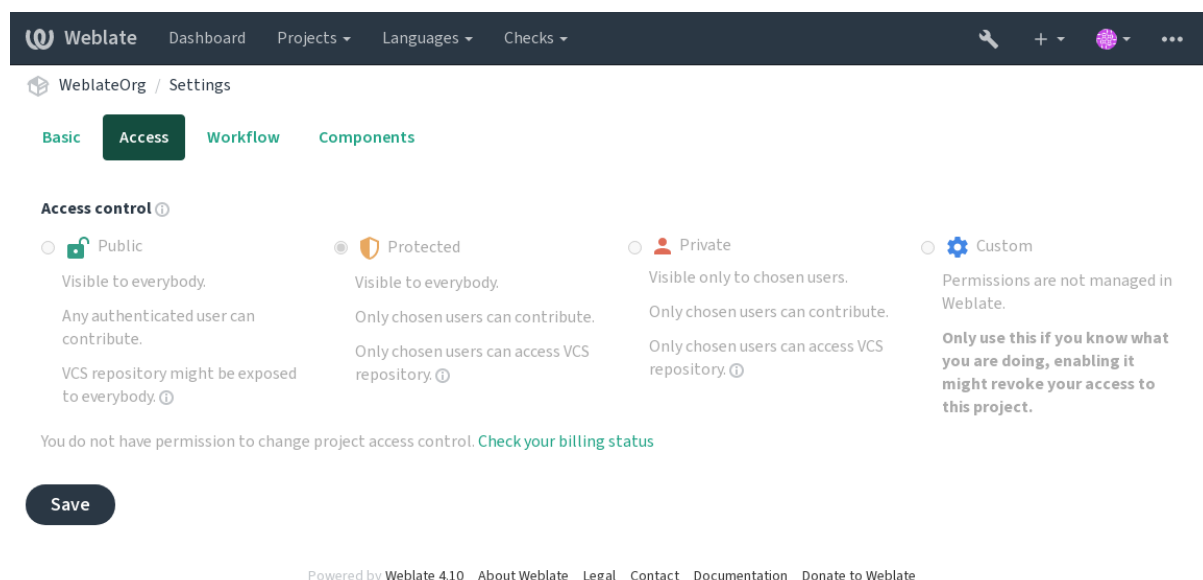 Weblate Dashboard Projects Languages Checks
WeblateOrg / Settings
Basic Access Workflow Components
Access control
Public
Visible to everybody.
Any authenticated user can
contribute.
VCS repository might be exposed
to everybody.
Protected
Visible to everybody.
Only chosen users can contribute.
Only chosen users can access VCS
repository.
Private
Visible only to chosen users.
Only chosen users can contribute.
Only chosen users can access VCS
repository.
Custom
Permissions are not managed in
Weblate.
Only use this if you know what
you are doing, enabling it
might revoke your access to
this project.
You do not have permission to change project access control. Check your billing status
Save
Powered by Weblate 4.10 About Weblate Legal Contact Documentation Donate to Weblate